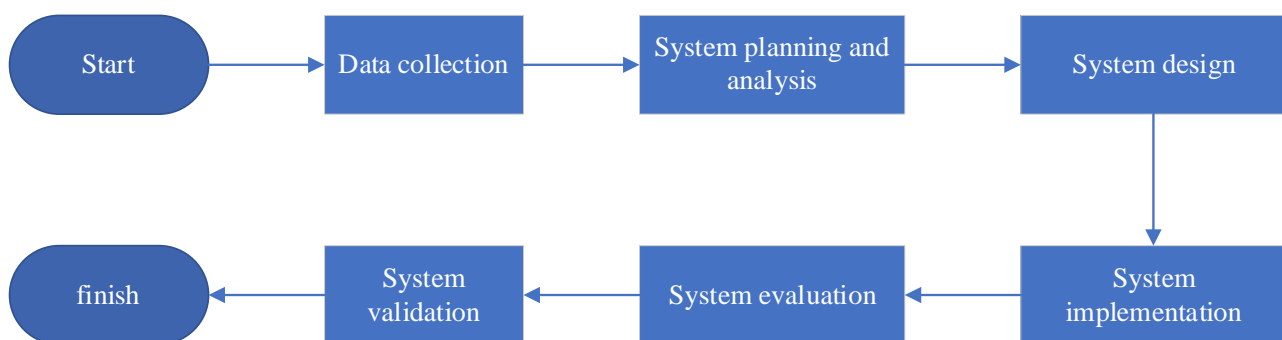 Start
Data collection
System planning and
analysis
System design
finish
System
validation
System evaluation
System
implementation